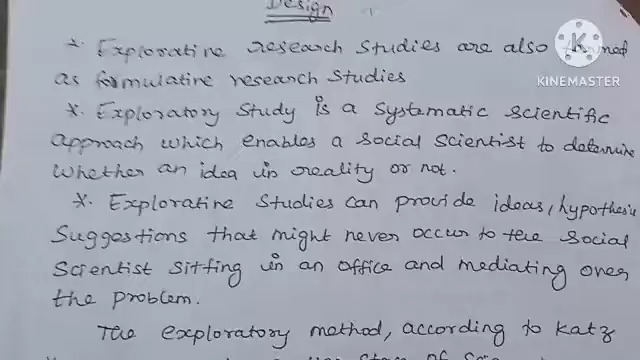 Design
* Explorative research studies are also termed
as formulative research studies
KINEMASTER
* Exploratory Study is a systematic scientific
approach which enables a social scientist to determine
whether an idea in reality or not.
* Explorative Studies can provide ideas, hypothesis
Suggestions that might never occur to the Social
Scientist sitting in an office and mediating over
the problem.
The exploratory method, according to Katz